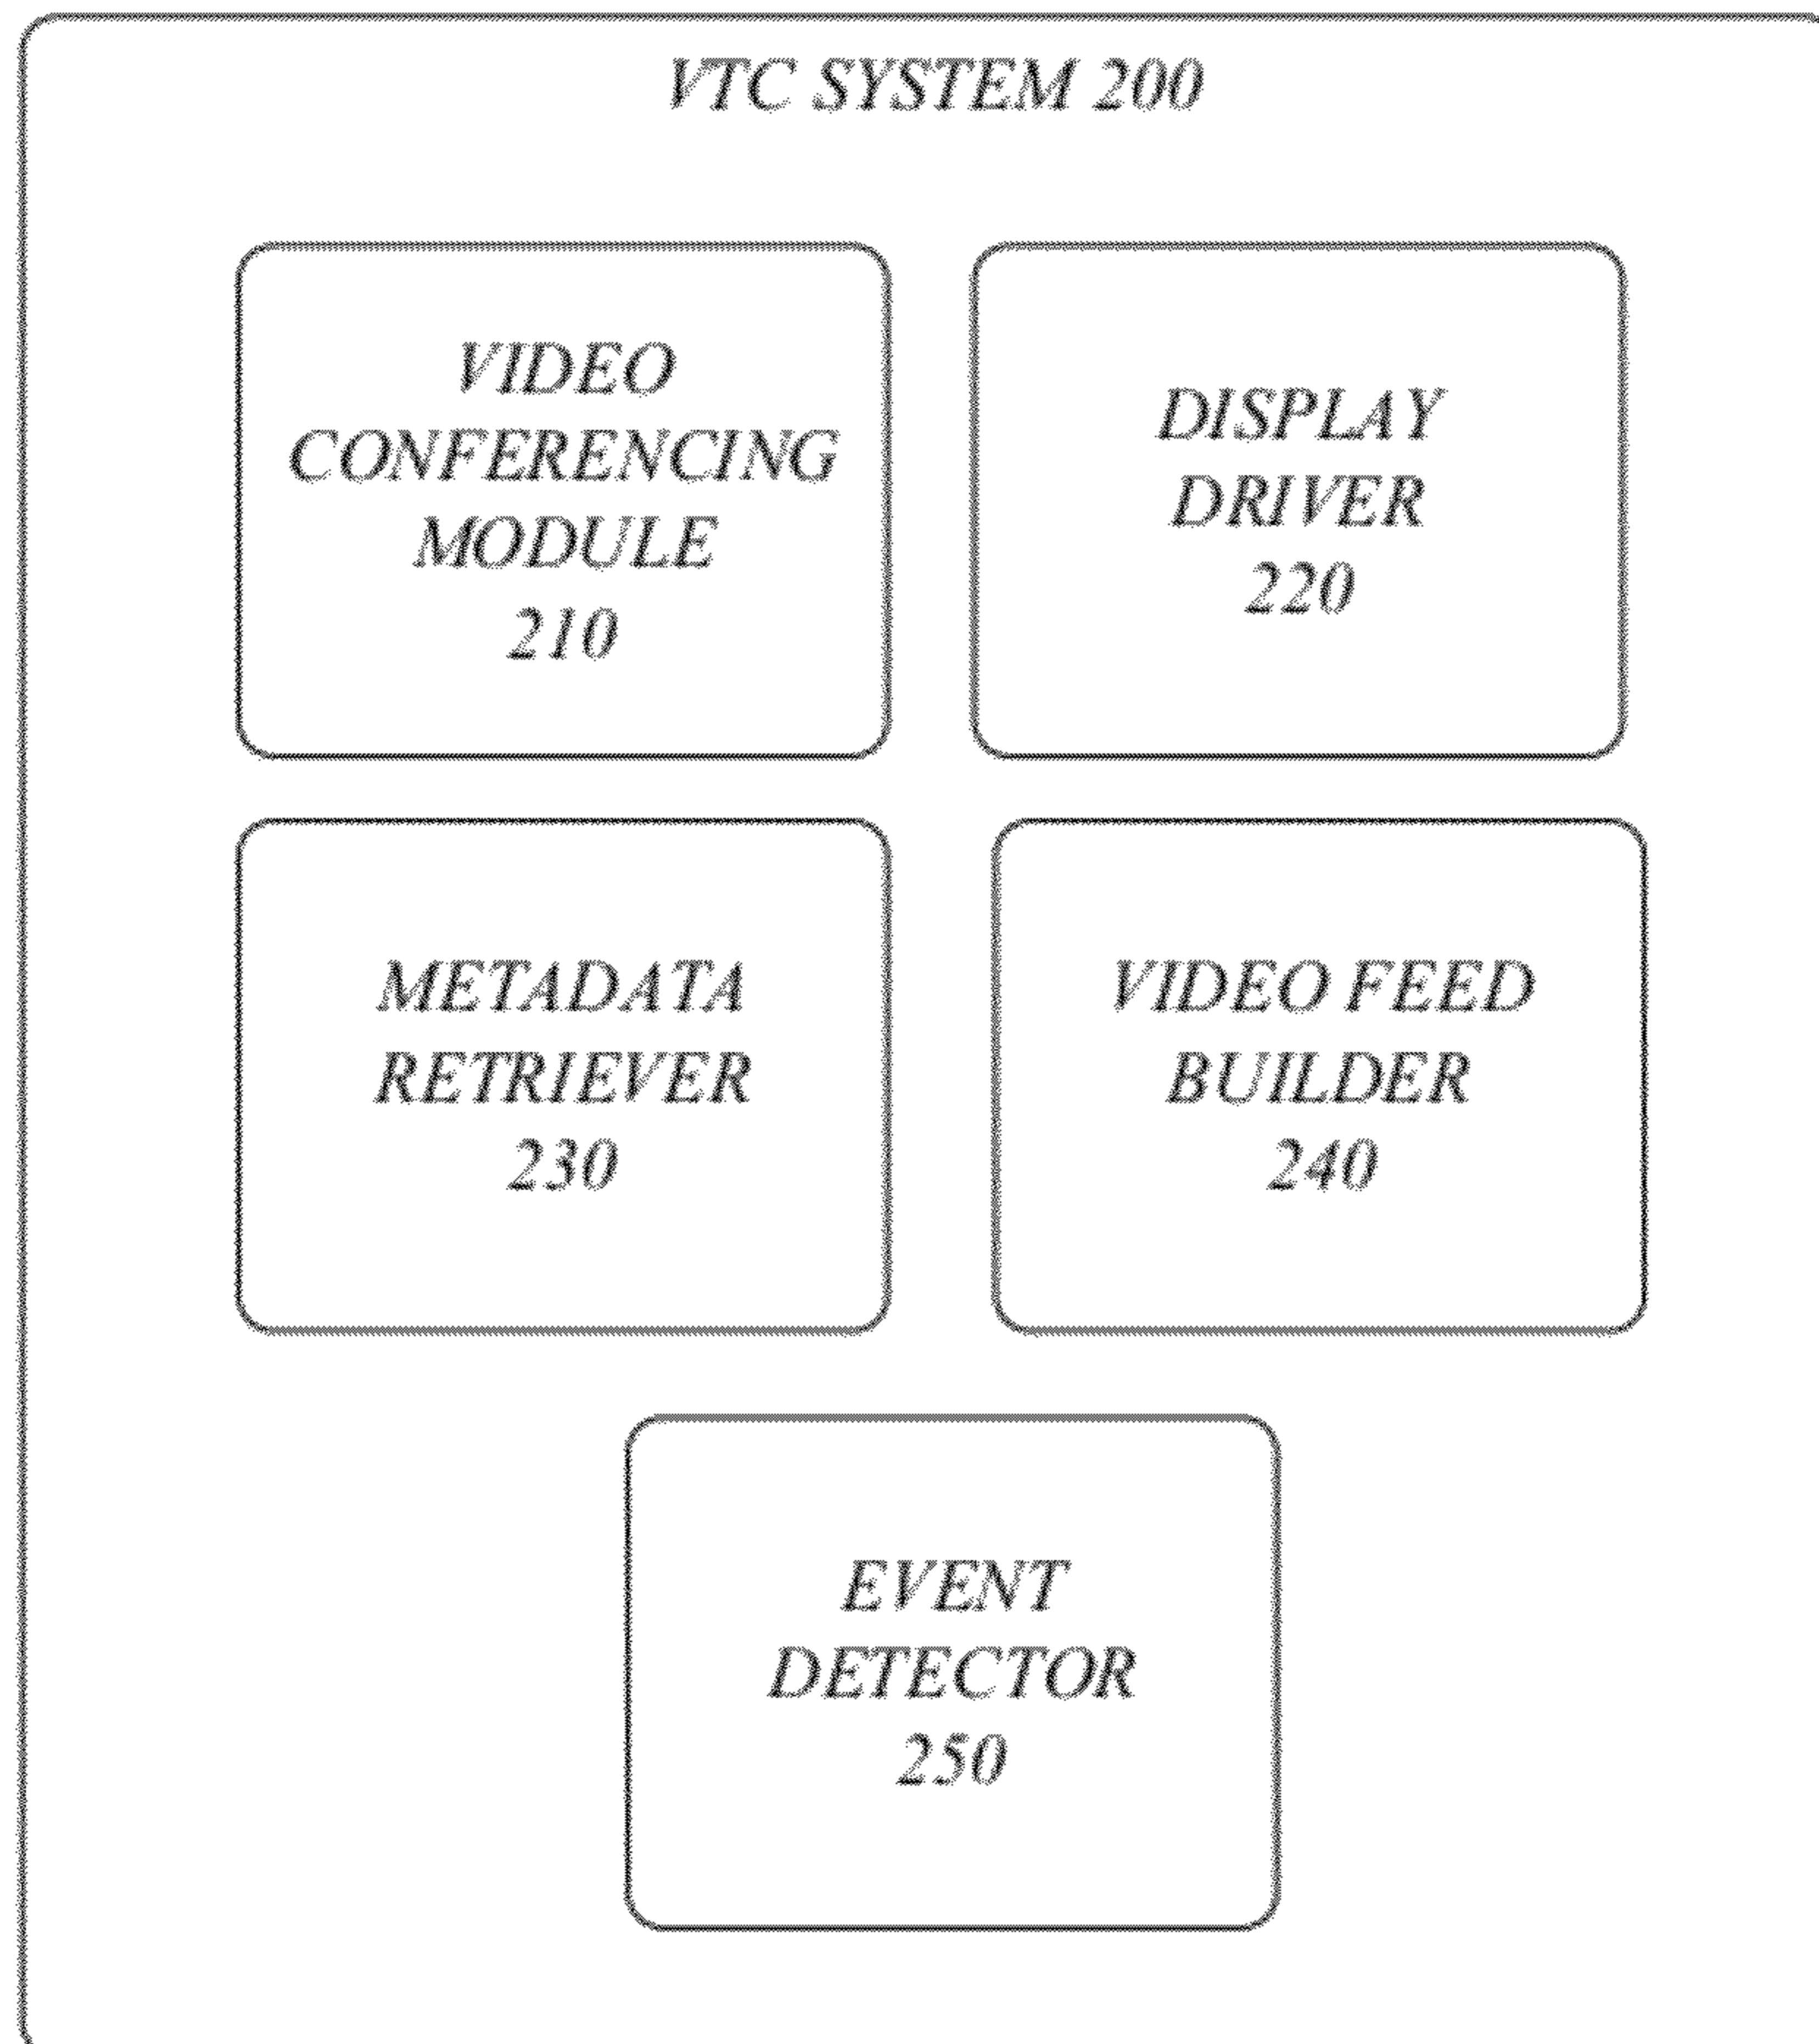 VTC SYSTEM 200
VIDEO
CONFERENCING
MODULE
210
DISPLAY
DRIVER
220
METADATA
RETRIEVER
230
VIDEO FEED
BUILDER
240
EVENT
DETECTOR
250